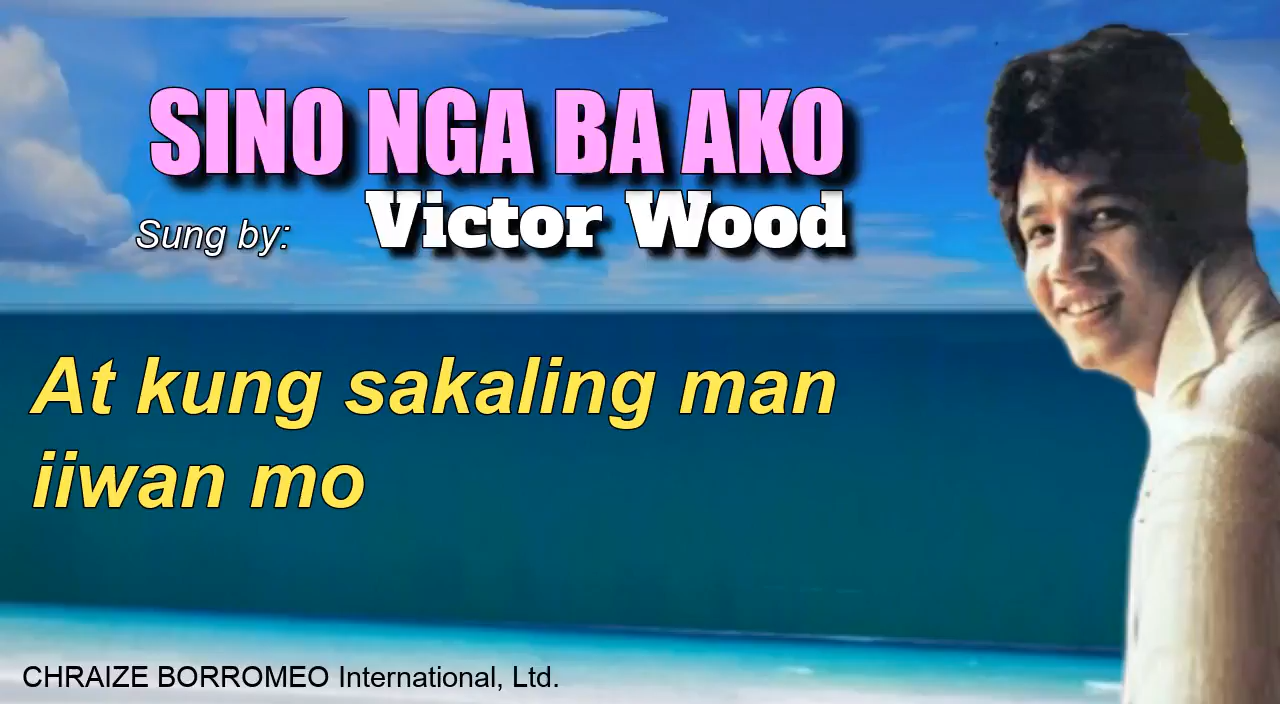 SINO NGA BA AKO
Sung by: Victor Wood
At kung sakaling man
iiwan mo
CHRAIZE BORROMEO International, Ltd.